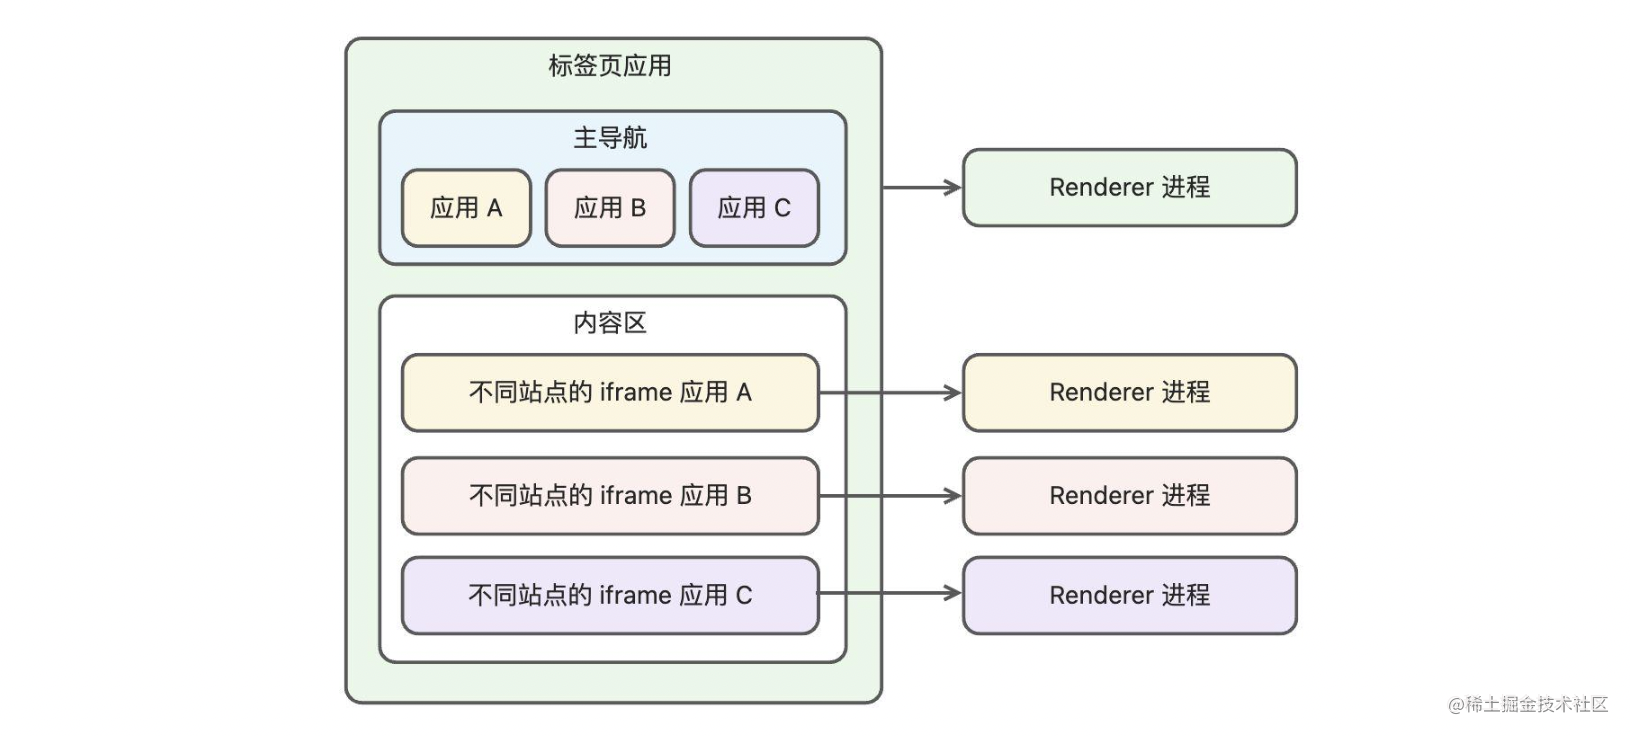 标签页应用
主导航
应用 A
应用 B
应用 C
Renderer 进程
内容区
不同站点的 iframe 应用 A
Renderer 进程
不同站点的 iframe 应用 B
Renderer 进程
不同站点的 iframe 应用 C
Renderer 进程
@稀土掘金技术社区